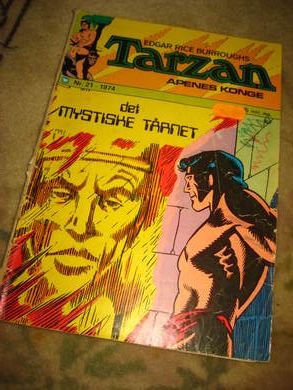 EDGAR RICE BURROUGHS
TARZAN
APENES KONGE
Nr. 21 1974
det
MYSTISKE TÅRNET